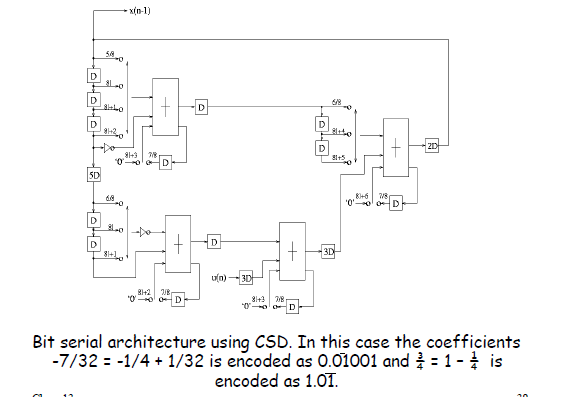 x(n-1)
5/8
D
8l
D
8l+1
D
8l+2
8l+3
7/8
'0'
D
D
6/8
D
8l+4
D
8l+5
2D
8l+6
7/8
'0'
D
5D
6/8
D
8l
D
8l+1
D
8l+2
7/8
'0'
D
u(n)
3D
3D
8l+3
7/8
'0'
D
Bit serial architecture using CSD. In this case the coefficients
-7/32 = -1/4 + 1/32 is encoded as 0.01̅001 and ¾ = 1 - ¼ is
encoded as 1.01̅.